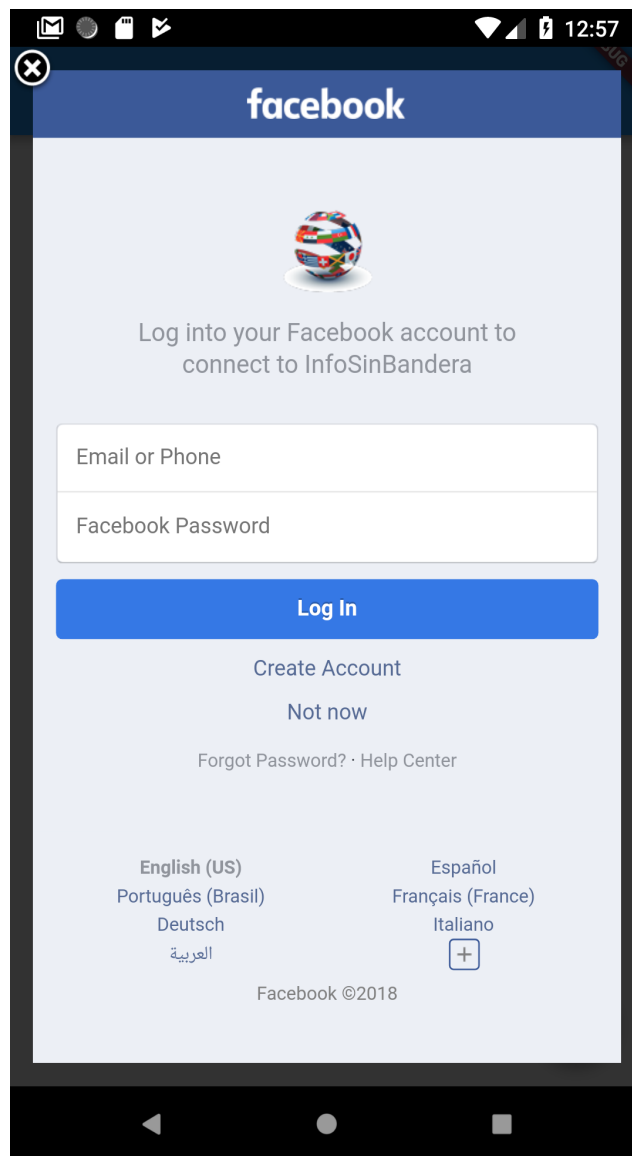 12:57
facebook
Log into your Facebook account to
connect to InfoSinBandera
Email or Phone
Facebook Password
Log In
Create Account
Not now
Forgot Password? · Help Center
English (US) Español
Português (Brasil) Français (France)
Deutsch Italiano
العربية +
Facebook ©2018